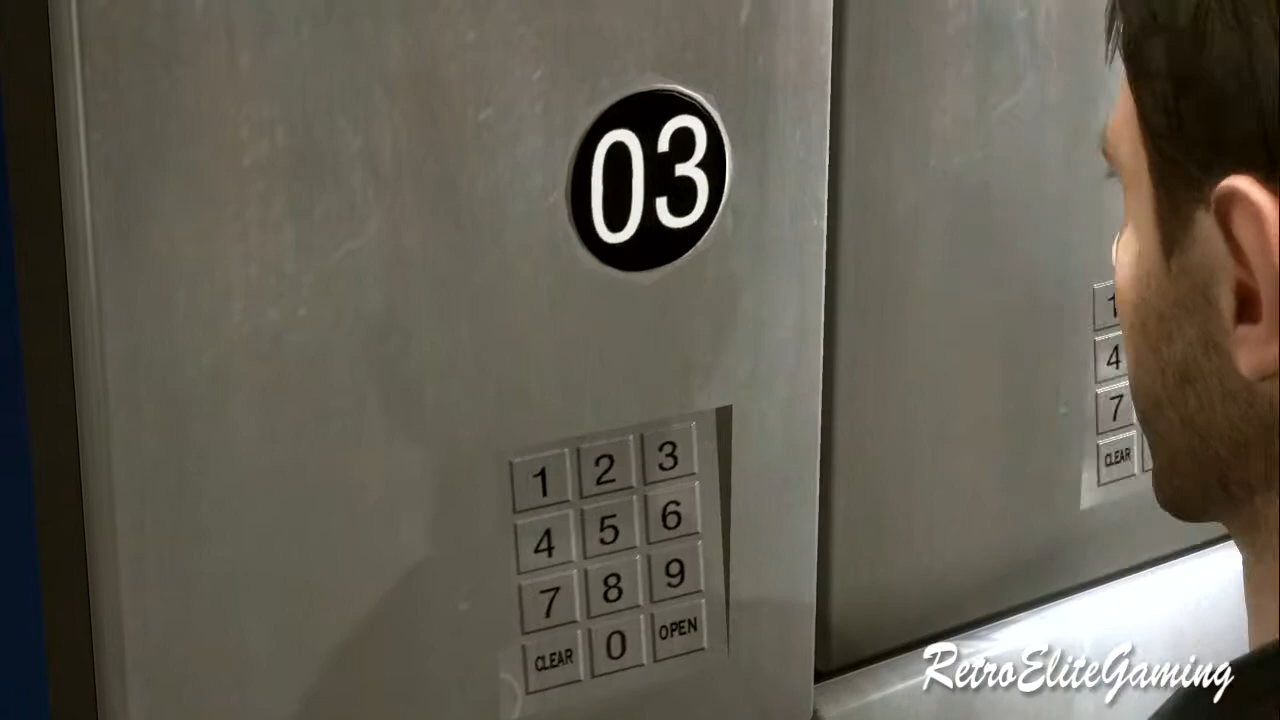 03
1 2 3
4 5 6
7 8 9
CLEAR 0 OPEN
1
4
7
CLEAR
RetroEliteGaming